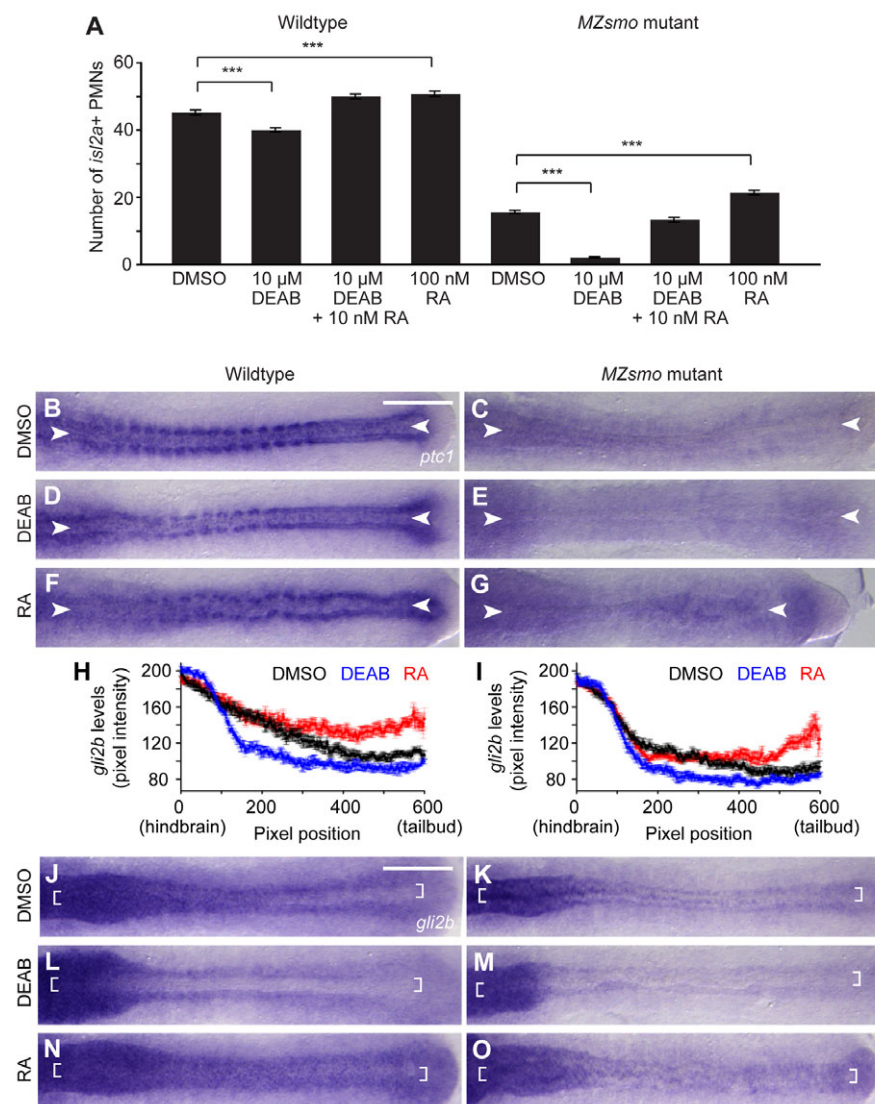 A
Wildtype
MZsmo mutant
Number of isl2a+ PMNs
60
40
20
0
***
***
***
***
DMSO
10 µM DEAB
10 µM DEAB + 10 nM RA
100 nM RA
DMSO
10 µM DEAB
10 µM DEAB + 10 nM RA
100 nM RA
Wildtype
MZsmo mutant
DMSO
B
ptc1
C
DEAB
D
E
RA
F
G
H
DMSO DEAB RA
gli2b levels
(pixel intensity)
200
160
120
80
0 200 400 600
(hindbrain) Pixel position (tailbud)
I
DMSO DEAB RA
gli2b levels
(pixel intensity)
200
160
120
80
0 200 400 600
(hindbrain) Pixel position (tailbud)
DMSO
J
gli2b
K
DEAB
L
M
RA
N
O